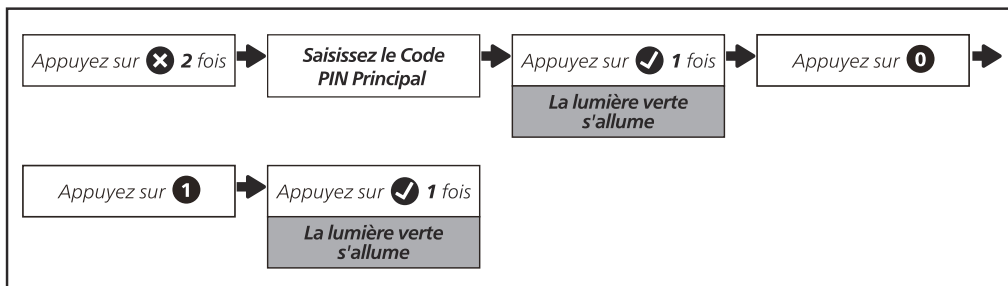 Appuyez sur ✖ 2 fois
Saisissez le Code
PIN Principal
Appuyez sur ✔ 1 fois
La lumière verte
s'allume
Appuyez sur 0
Appuyez sur 1
Appuyez sur ✔ 1 fois
La lumière verte
s'allume